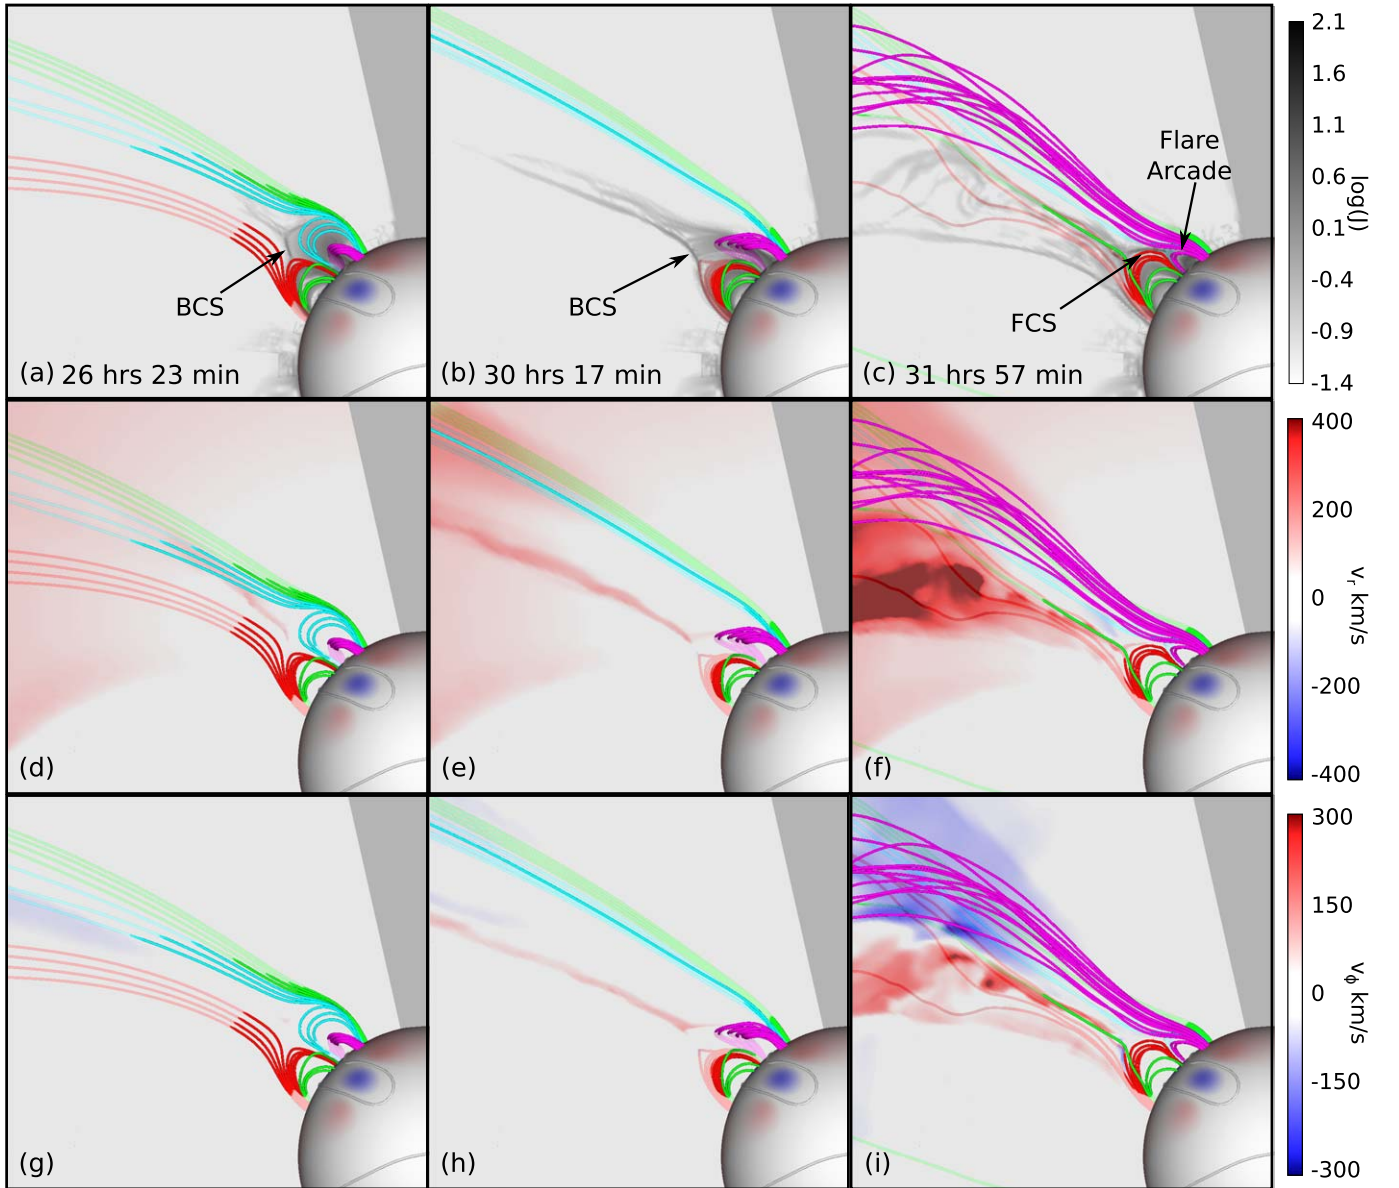 BCS
(a) 26 hrs 23 min
BCS
(b) 30 hrs 17 min
Flare
Arcade
FCS
(c) 31 hrs 57 min
2.1
1.6
1.1
0.6
0.1
-0.4
-0.9
-1.4
log(J)
(d)
(e)
(f)
400
200
0
-200
-400
v_r km/s
(g)
(h)
(i)
300
150
0
-150
-300
v_ϕ km/s